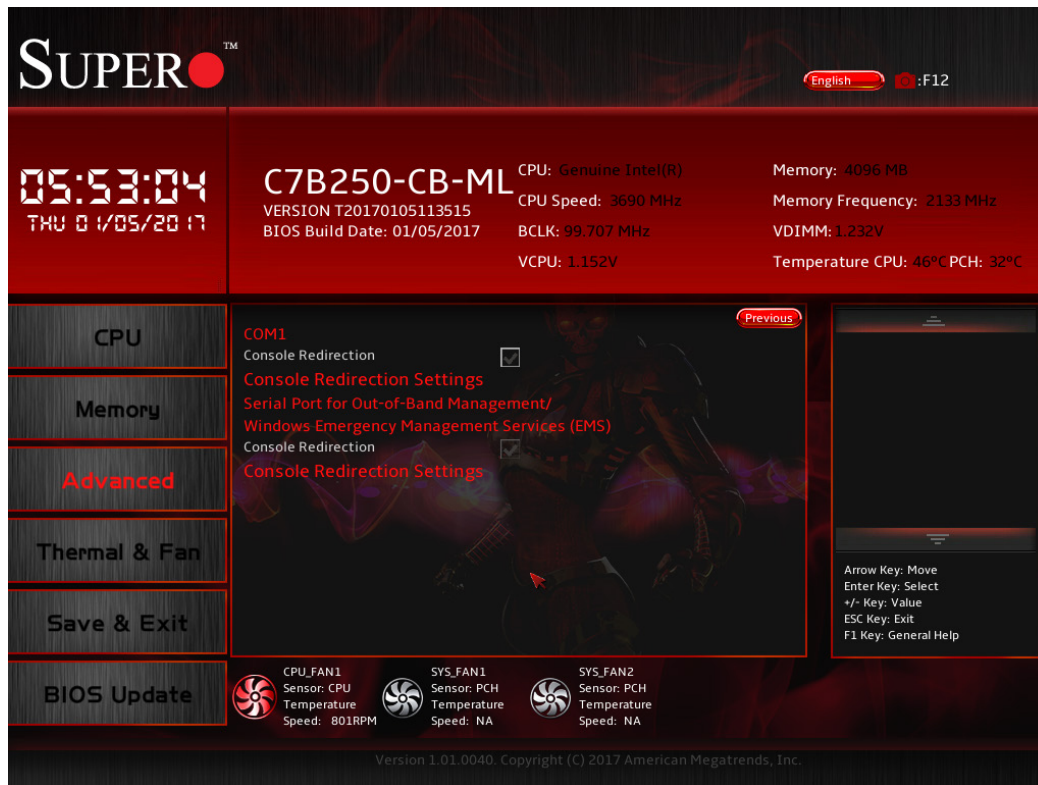 SUPER TM
English :F12
05:53:04
THU 01/05/2017
C7B250-CB-ML
VERSION T20170105113515
BIOS Build Date: 01/05/2017
CPU: Genuine Intel(R)
CPU Speed: 3690 MHz
BCLK: 99.707 MHz
VCPU: 1.152V
Memory: 4096 MB
Memory Frequency: 2133 MHz
VDIMM: 1.232V
Temperature CPU: 46°C PCH: 32°C
CPU
Memory
Advanced
Thermal & Fan
Save & Exit
BIOS Update
Previous
COM1
Console Redirection
Console Redirection Settings
Serial Port for Out-of-Band Management/
Windows Emergency Management Services (EMS)
Console Redirection
Console Redirection Settings
Arrow Key: Move
Enter Key: Select
+/- Key: Value
ESC Key: Exit
F1 Key: General Help
CPU_FAN1
Sensor: CPU
Temperature
Speed: 801RPM
SYS_FAN1
Sensor: PCH
Temperature
Speed: NA
SYS_FAN2
Sensor: PCH
Temperature
Speed: NA
Version 1.01.0040. Copyright (C) 2017 American Megatrends, Inc.